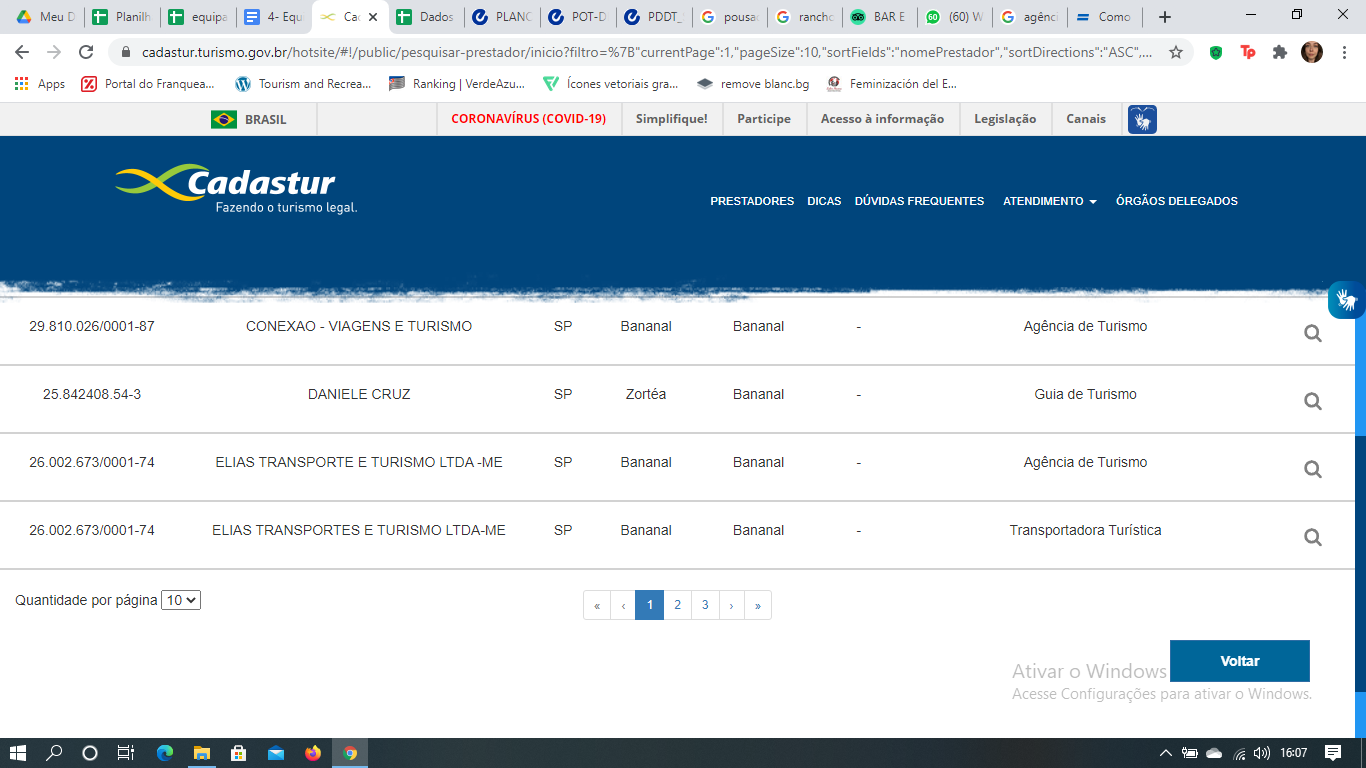 Meu D
Planilh
equipa
4- Equ
Ca
Dados
PLANC
POT-D
PDDT_
pousa
rancho
BAR E
(60) W
agênci
Como
cadastur.turismo.gov.br/hotsite/#!/public/pesquisar-prestador/inicio?filtro=%7B"currentPage":1,"pageSize":10,"sortFields":"nomePrestador","sortDirections":"ASC",...
Apps
Portal do Franquea...
Tourism and Recrea...
Ranking | VerdeAzu...
Ícones vetoriais gra...
remove blanc.bg
Feminización del E...
BRASIL
CORONAVÍRUS (COVID-19)
Simplifique!
Participe
Acesso à informação
Legislação
Canais
Cadastur
Fazendo o turismo legal.
PRESTADORES DICAS DÚVIDAS FREQUENTES ATENDIMENTO ÓRGÃOS DELEGADOS
29.810.026/0001-87 CONEXAO - VIAGENS E TURISMO SP Bananal Bananal - Agência de Turismo
25.842408.54-3 DANIELE CRUZ SP Zortéa Bananal - Guia de Turismo
26.002.673/0001-74 ELIAS TRANSPORTE E TURISMO LTDA -ME SP Bananal Bananal - Agência de Turismo
26.002.673/0001-74 ELIAS TRANSPORTES E TURISMO LTDA-ME SP Bananal Bananal - Transportadora Turística
Quantidade por página 10
« ‹ 1 2 3 › »
Voltar
Ativar o Windows
Acesse Configurações para ativar o Windows.
16:07